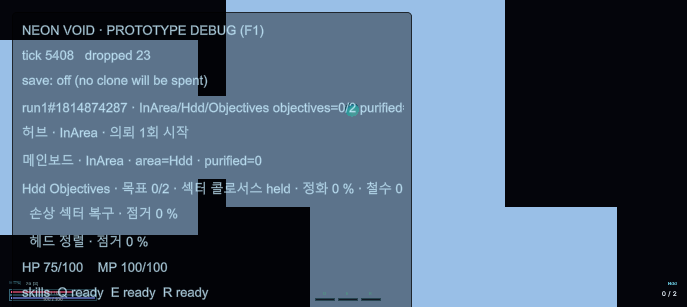 NEON VOID · PROTOTYPE DEBUG (F1)
tick 5408 dropped 23
save: off (no clone will be spent)
run1#1814874287 · InArea/Hdd/Objectives objectives=0/2 purified=
허브 · InArea · 의뢰 1회 시작
메인보드 · InArea · area=Hdd · purified=0
Hdd Objectives · 목표 0/2 · 섹터 콜로서스 held · 정화 0 % · 철수 0
손상 섹터 복구 · 점거 0 %
헤드 정렬 · 점거 0 %
HP 75/100 MP 100/100
skills Q ready E ready R ready
Hdd
0 / 2